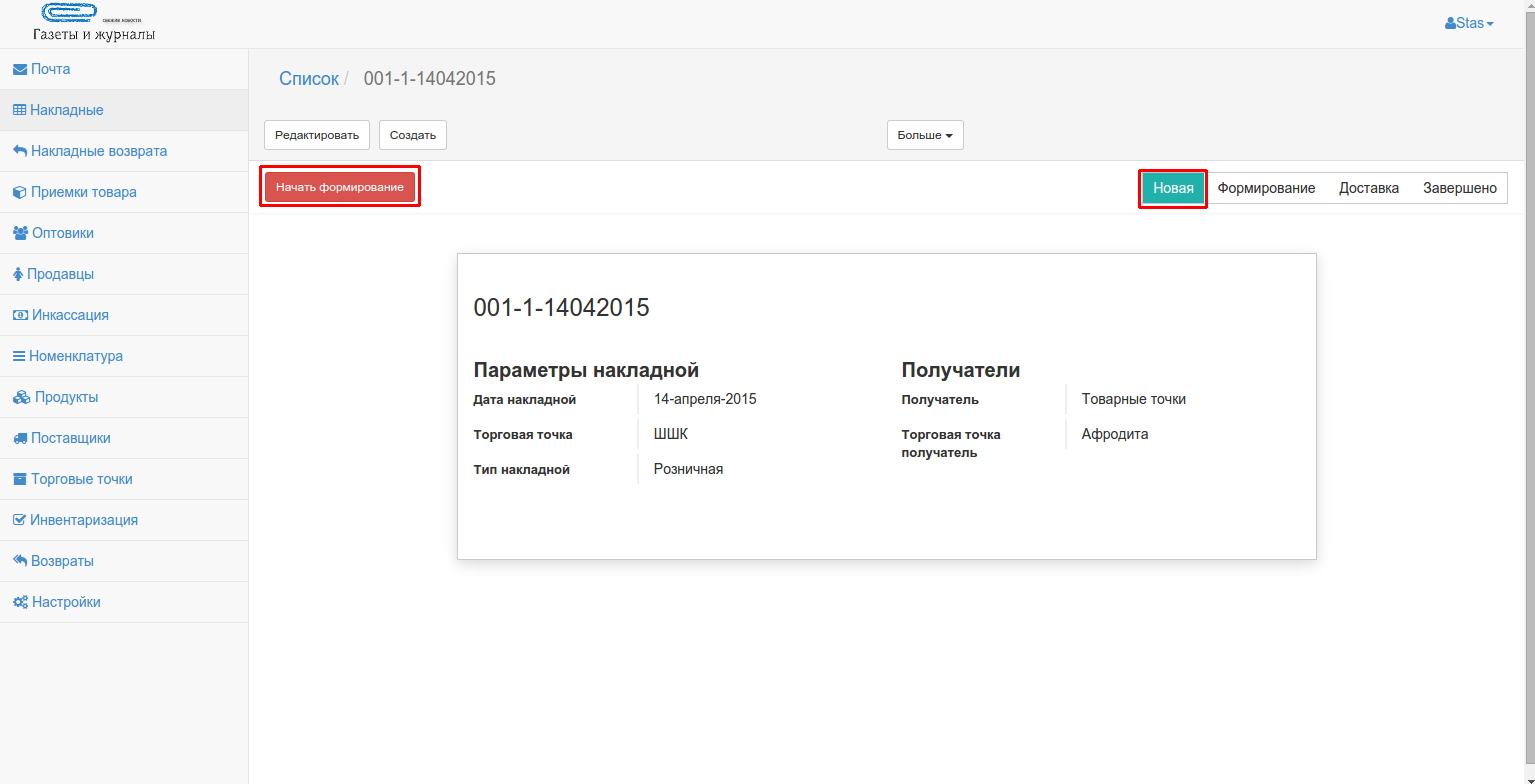 свежие новости
Газеты и журналы
Stas
Почта
Накладные
Накладные возврата
Приемки товара
Оптовики
Продавцы
Инкассация
Номенклатура
Продукты
Поставщики
Торговые точки
Инвентаризация
Возвраты
Настройки
Список / 001-1-14042015
Редактировать Создать Больше
Начать формирование Новая Формирование Доставка Завершено
001-1-14042015
Параметры накладной
Дата накладной 14-апреля-2015
Торговая точка ШШК
Тип накладной Розничная
Получатели
Получатель Товарные точки
Торговая точка Афродита
получатель